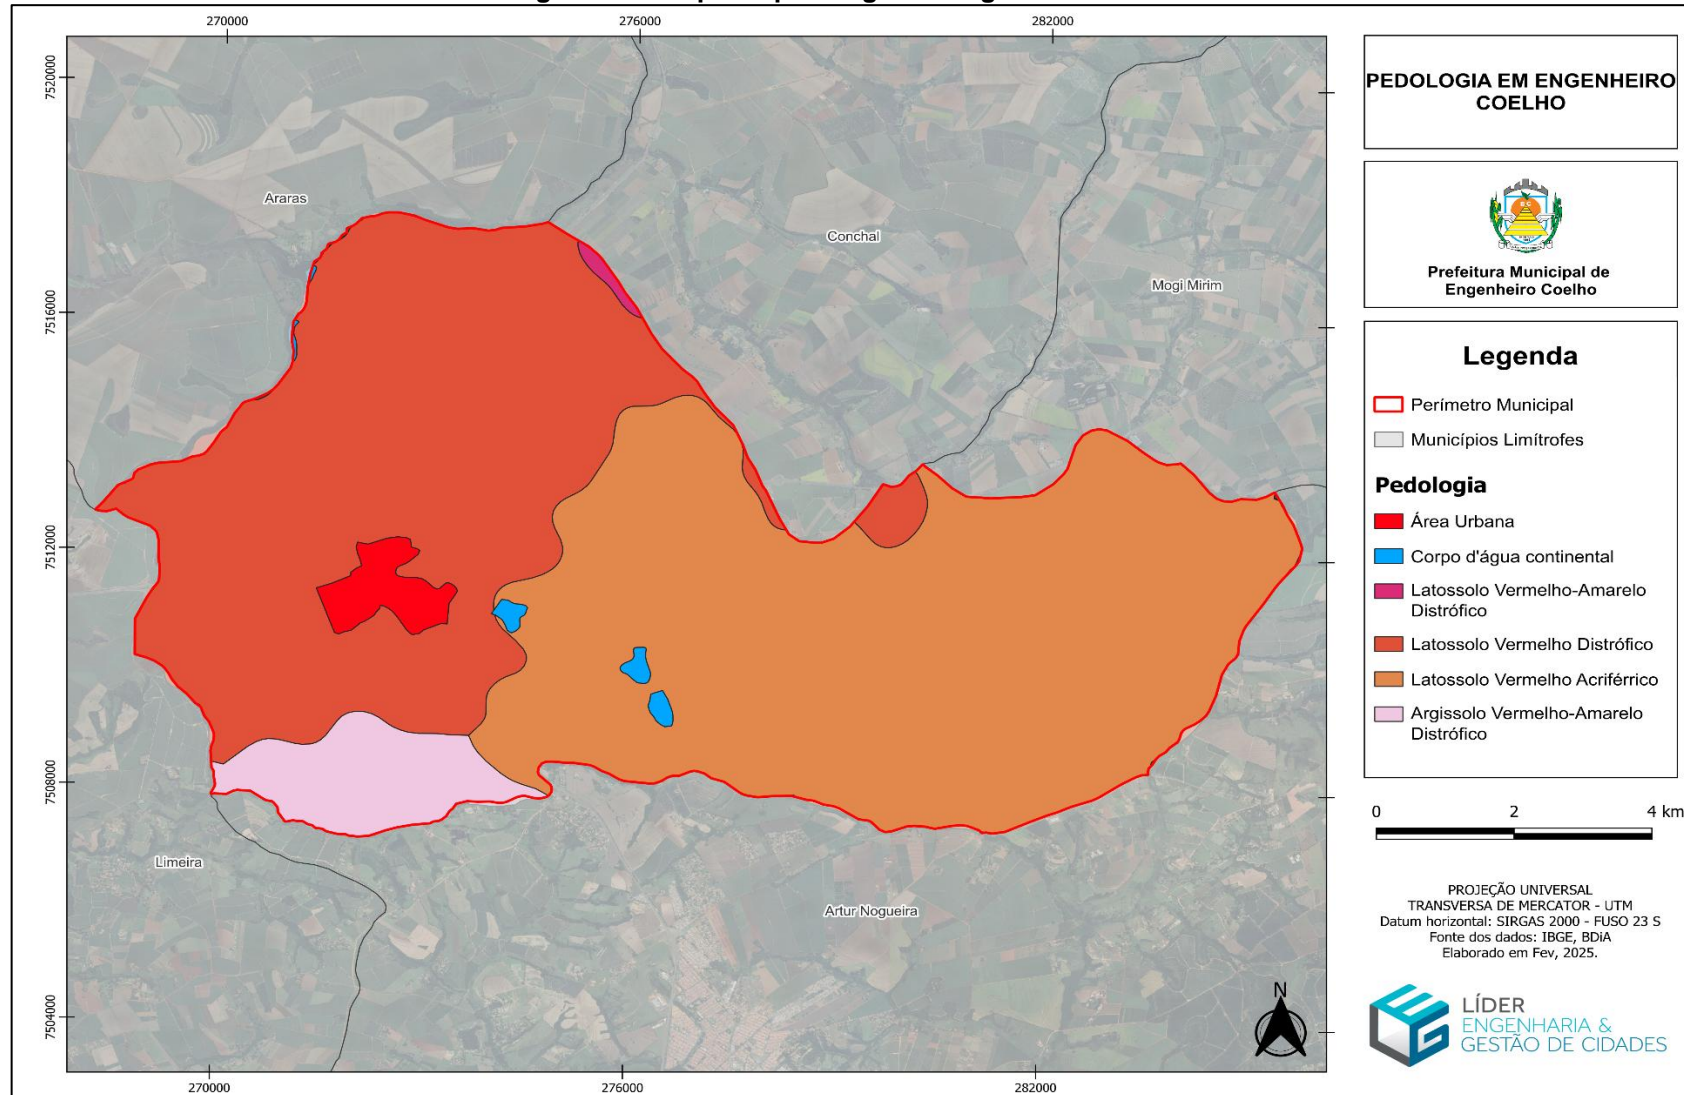 270000
276000
282000
7520000
7516000
7512000
7508000
7504000
Araras
Conchal
Mogi Mirim
Limeira
Artur Nogueira
N
270000
276000
282000
PEDOLOGIA EM ENGENHEIRO
COELHO
Prefeitura Municipal de
Engenheiro Coelho
Legenda
Perímetro Municipal
Municípios Limítrofes
Pedologia
Área Urbana
Corpo d'água continental
Latossolo Vermelho-Amarelo
Distrófico
Latossolo Vermelho Distrófico
Latossolo Vermelho Acriférrico
Argissolo Vermelho-Amarelo
Distrófico
0 2 4 km
PROJEÇÃO UNIVERSAL
TRANSVERSA DE MERCATOR - UTM
Datum horizontal: SIRGAS 2000 - FUSO 23 S
Fonte dos dados: IBGE, BDiA
Elaborado em Fev, 2025.
LÍDER
ENGENHARIA &
GESTÃO DE CIDADES